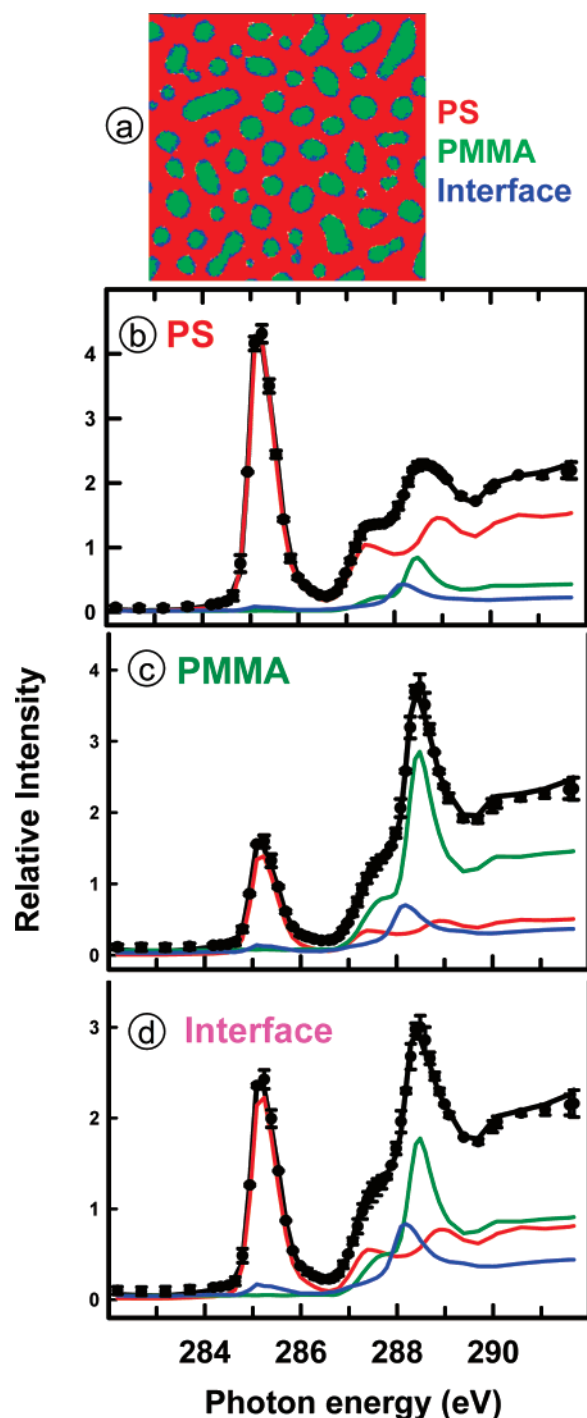 a
PS
PMMA
Interface
b PS
4
3
2
1
0
c PMMA
4
3
2
1
0
d Interface
3
2
1
0
284 286 288 290
Photon energy (eV)
Relative Intensity